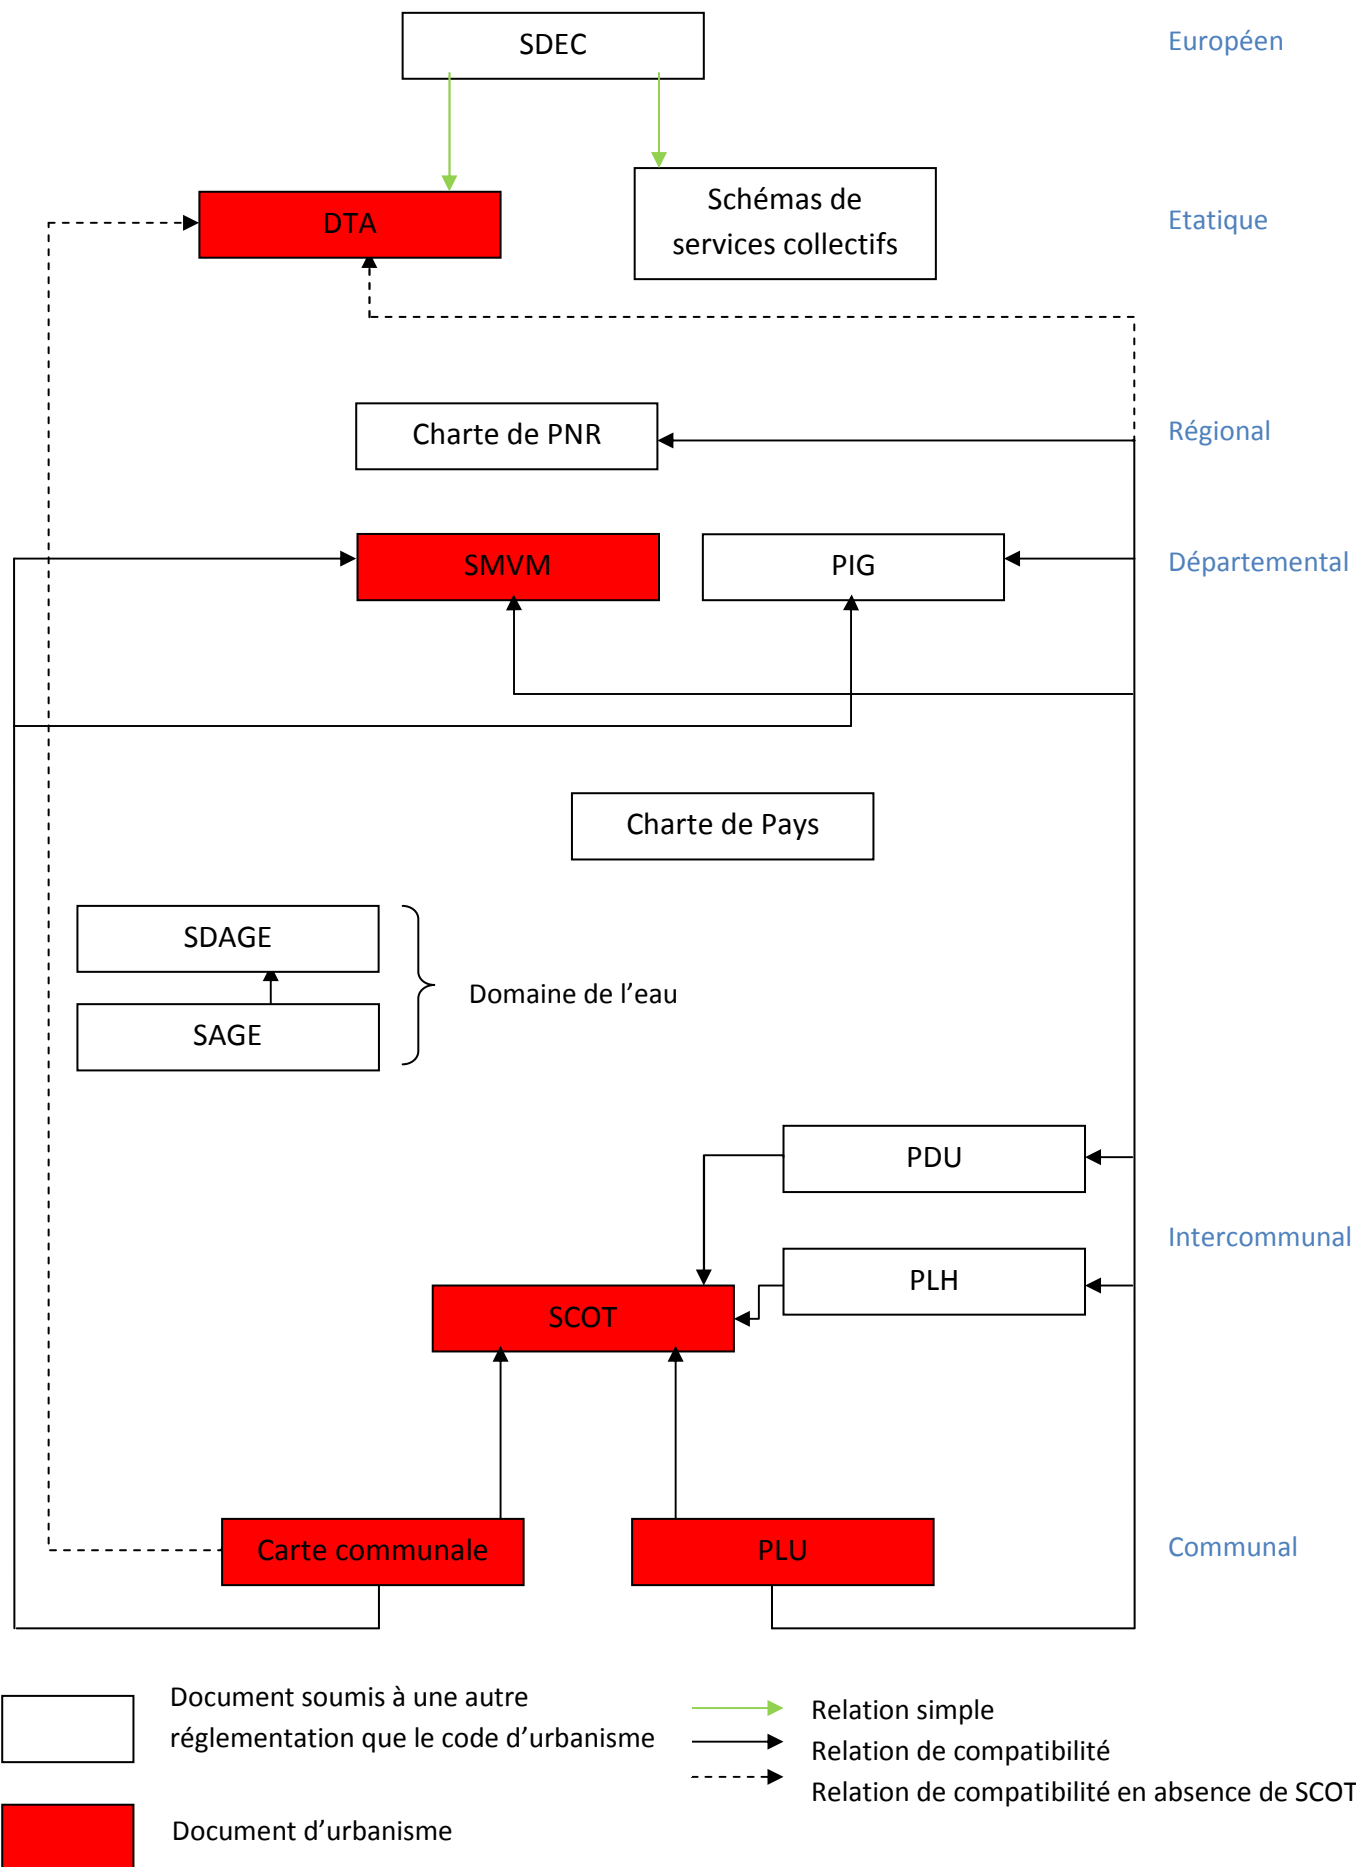 SDEC
Européen
DTA
Schémas de
services collectifs
Etatique
Charte de PNR
Régional
SMVM
PIG
Départemental
Charte de Pays
SDAGE
Domaine de l’eau
SAGE
PDU
Intercommunal
PLH
SCOT
Carte communale
PLU
Communal
Document soumis à une autre
réglementation que le code d’urbanisme
Document d’urbanisme
Relation simple
Relation de compatibilité
Relation de compatibilité en absence de SCOT